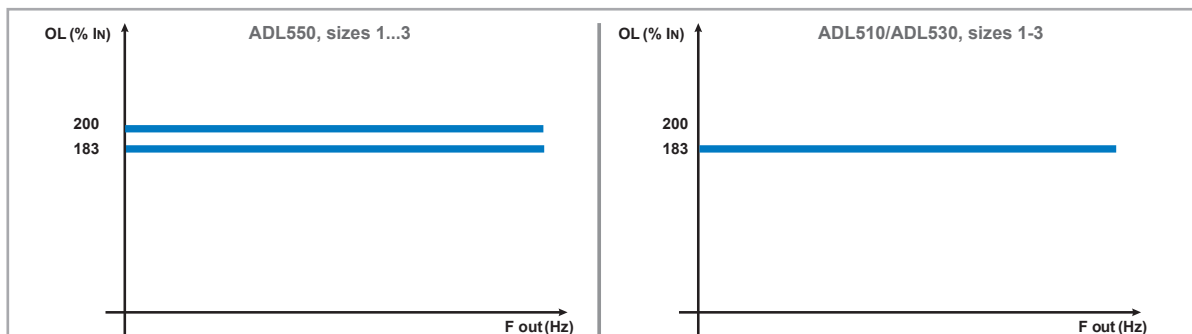 OL (% IN) ADL550, sizes 1...3
200
183
F out (Hz)
OL (% IN) ADL510/ADL530, sizes 1-3
200
183
F out (Hz)